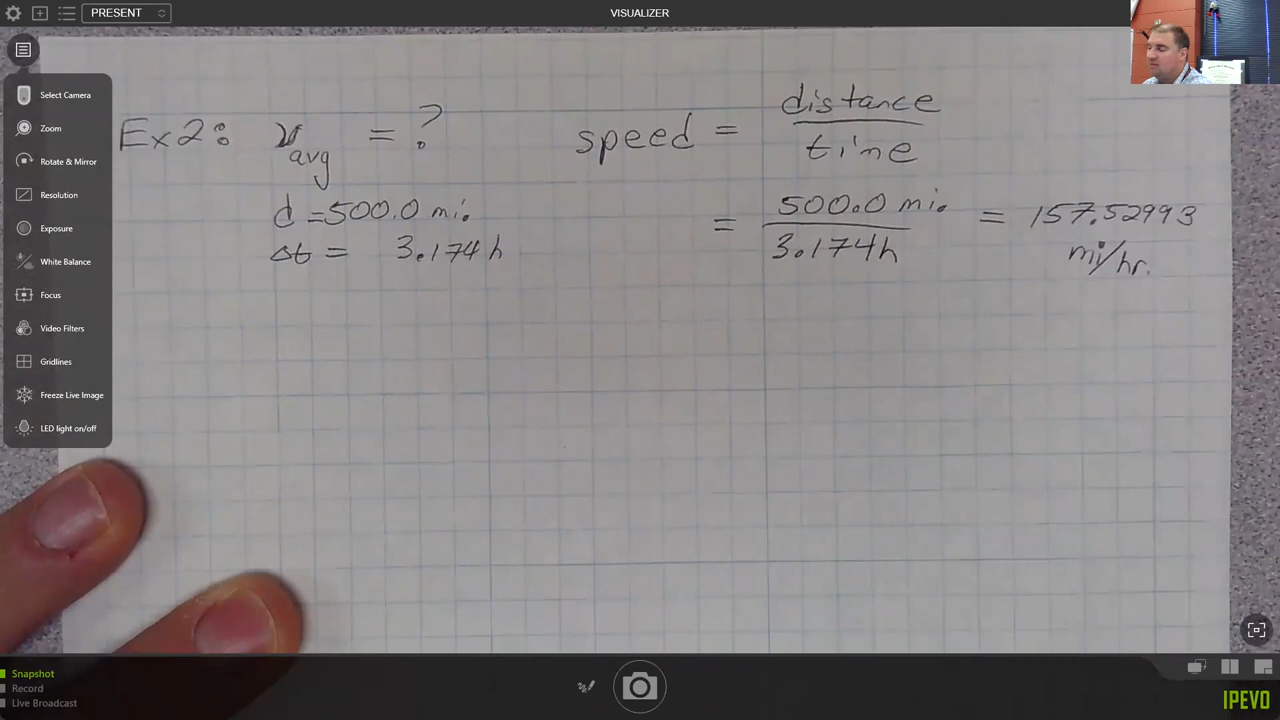 PRESENT
VISUALIZER
Select Camera
Zoom
Rotate & Mirror
Resolution
Exposure
White Balance
Focus
Video Filters
Gridlines
Freeze Live Image
LED light on/off
Ex2: v avg = ?
d = 500.0 mi.
Δt = 3.174 h
speed = distance / time
= 500.0 mi. / 3.174 h = 157.52993 mi/hr.
Snapshot
Record
Live Broadcast
IPEVO